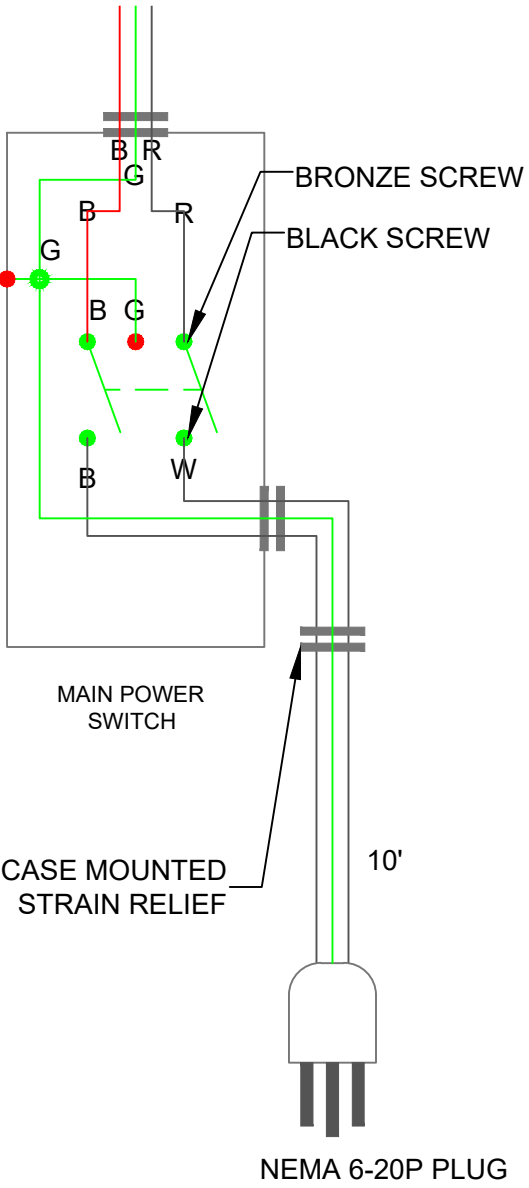 B R
G
BRONZE SCREW
B R
BLACK SCREW
G
B G
B W
MAIN POWER
SWITCH
CASE MOUNTED
STRAIN RELIEF
10'
NEMA 6-20P PLUG